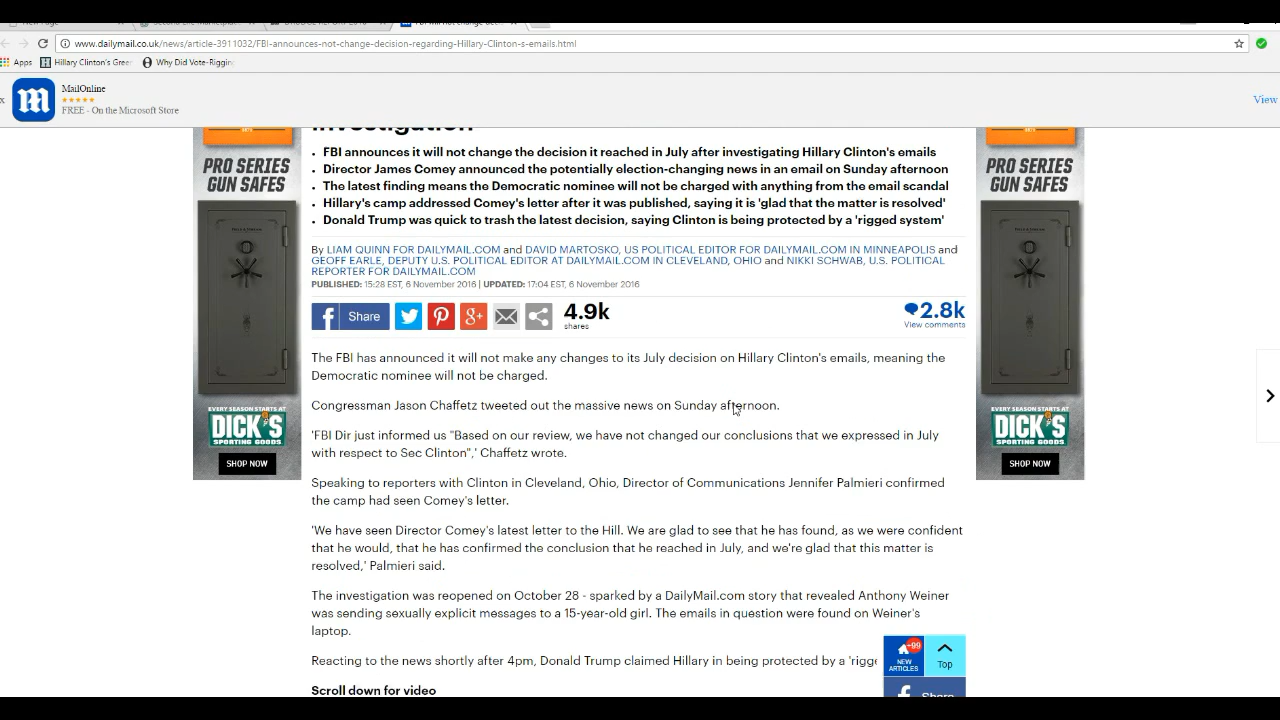 www.dailymail.co.uk/news/article-3911032/FBI-announces-not-change-decision-regarding-Hillary-Clinton-s-emails.html
Apps
Hillary Clinton's Gree
Why Did Vote-Rigging
MailOnline
FREE - On the Microsoft Store
View
x
Investigation
• FBI announces it will not change the decision it reached in July after investigating Hillary Clinton's emails
• Director James Comey announced the potentially election-changing news in an email on Sunday afternoon
• The latest finding means the Democratic nominee will not be charged with anything from the email scandal
• Hillary's camp addressed Comey's letter after it was published, saying it is 'glad that the matter is resolved'
• Donald Trump was quick to trash the latest decision, saying Clinton is being protected by a 'rigged system'
By LIAM QUINN FOR DAILYMAIL.COM and DAVID MARTOSKO, US POLITICAL EDITOR FOR DAILYMAIL.COM IN MINNEAPOLIS and
GEOFF EARLE, DEPUTY U.S. POLITICAL EDITOR AT DAILYMAIL.COM IN CLEVELAND, OHIO and NIKKI SCHWAB, U.S. POLITICAL
REPORTER FOR DAILYMAIL.COM
PUBLISHED: 15:28 EST, 6 November 2016 | UPDATED: 17:04 EST, 6 November 2016
f Share
g+
4.9k
shares
2.8k
View comments
The FBI has announced it will not make any changes to its July decision on Hillary Clinton's emails, meaning the
Democratic nominee will not be charged.
Congressman Jason Chaffetz tweeted out the massive news on Sunday afternoon.
'FBI Dir just informed us "Based on our review, we have not changed our conclusions that we expressed in July
with respect to Sec Clinton",' Chaffetz wrote.
Speaking to reporters with Clinton in Cleveland, Ohio, Director of Communications Jennifer Palmieri confirmed
the camp had seen Comey's letter.
'We have seen Director Comey's latest letter to the Hill. We are glad to see that he has found, as we were confident
that he would, that he has confirmed the conclusion that he reached in July, and we're glad that this matter is
resolved,' Palmieri said.
The investigation was reopened on October 28 - sparked by a DailyMail.com story that revealed Anthony Weiner
was sending sexually explicit messages to a 15-year-old girl. The emails in question were found on Weiner's
laptop.
Reacting to the news shortly after 4pm, Donald Trump claimed Hillary in being protected by a 'rigge
Scroll down for video
+99
NEW
ARTICLES
Top
f Share
PRO SERIES
GUN SAFES
EVERY SEASON STARTS AT
DICK'S
SPORTING GOODS
SHOP NOW
PRO SERIES
GUN SAFES
EVERY SEASON STARTS AT
DICK'S
SPORTING GOODS
SHOP NOW